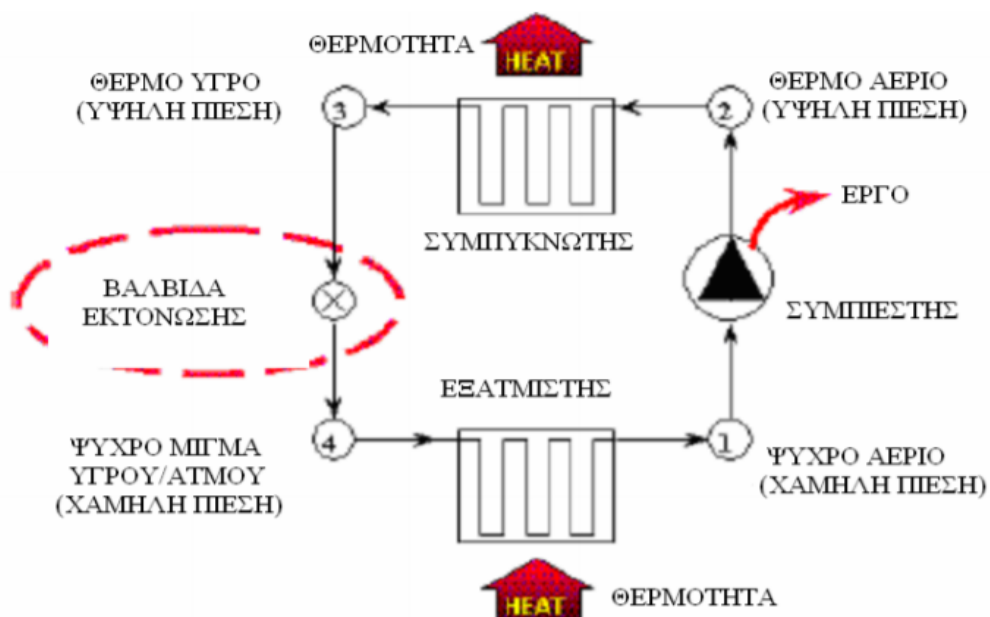 ΘΕΡΜΟΤΗΤΑ
HEAT
ΘΕΡΜΟ ΥΓΡΟ
(ΥΨΗΛΗ ΠΙΕΣΗ)
3
2
ΘΕΡΜΟ ΑΕΡΙΟ
(ΥΨΗΛΗ ΠΙΕΣΗ)
ΕΡΓΟ
ΣΥΜΠΥΚΝΩΤΗΣ
ΒΑΛΒΙΔΑ
ΕΚΤΟΝΩΣΗΣ
ΣΥΜΠΙΕΣΤΗΣ
ΕΞΑΤΜΙΣΤΗΣ
ΨΥΧΡΟ ΜΙΓΜΑ
ΥΓΡΟΥ/ΑΤΜΟΥ
(ΧΑΜΗΛΗ ΠΙΕΣΗ)
4
1
ΨΥΧΡΟ ΑΕΡΙΟ
(ΧΑΜΗΛΗ ΠΙΕΣΗ)
HEAT
ΘΕΡΜΟΤΗΤΑ